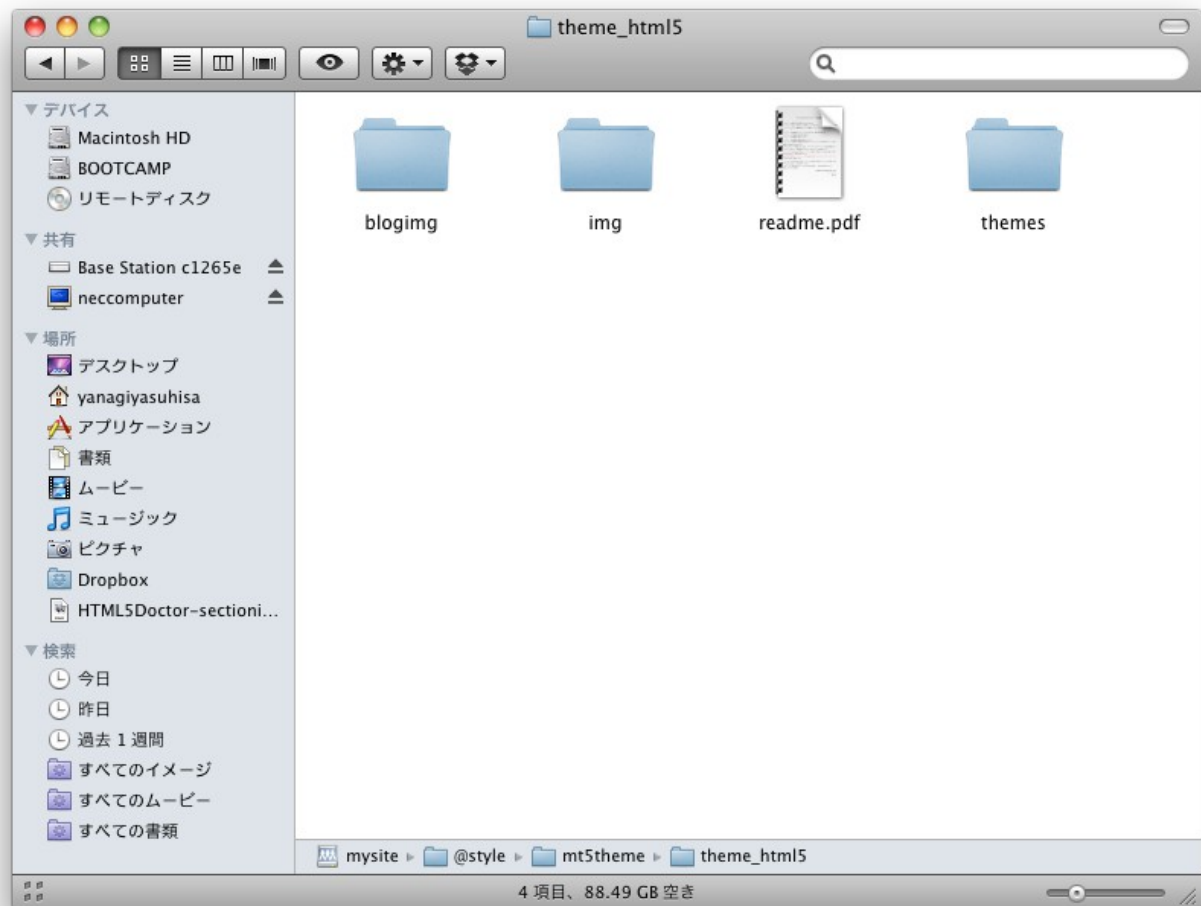 theme_html5
デバイス
Macintosh HD
BOOTCAMP
リモートディスク
共有
Base Station c1265e
neccomputer
場所
デスクトップ
yanagiyasuhisa
アプリケーション
書類
ムービー
ミュージック
ピクチャ
Dropbox
HTML5Doctor-sectioni...
検索
今日
昨日
過去 1 週間
すべてのイメージ
すべてのムービー
すべての書類
blogimg
img
readme.pdf
themes
mysite ▸ @style ▸ mt5theme ▸ theme_html5
4 項目、88.49 GB 空き